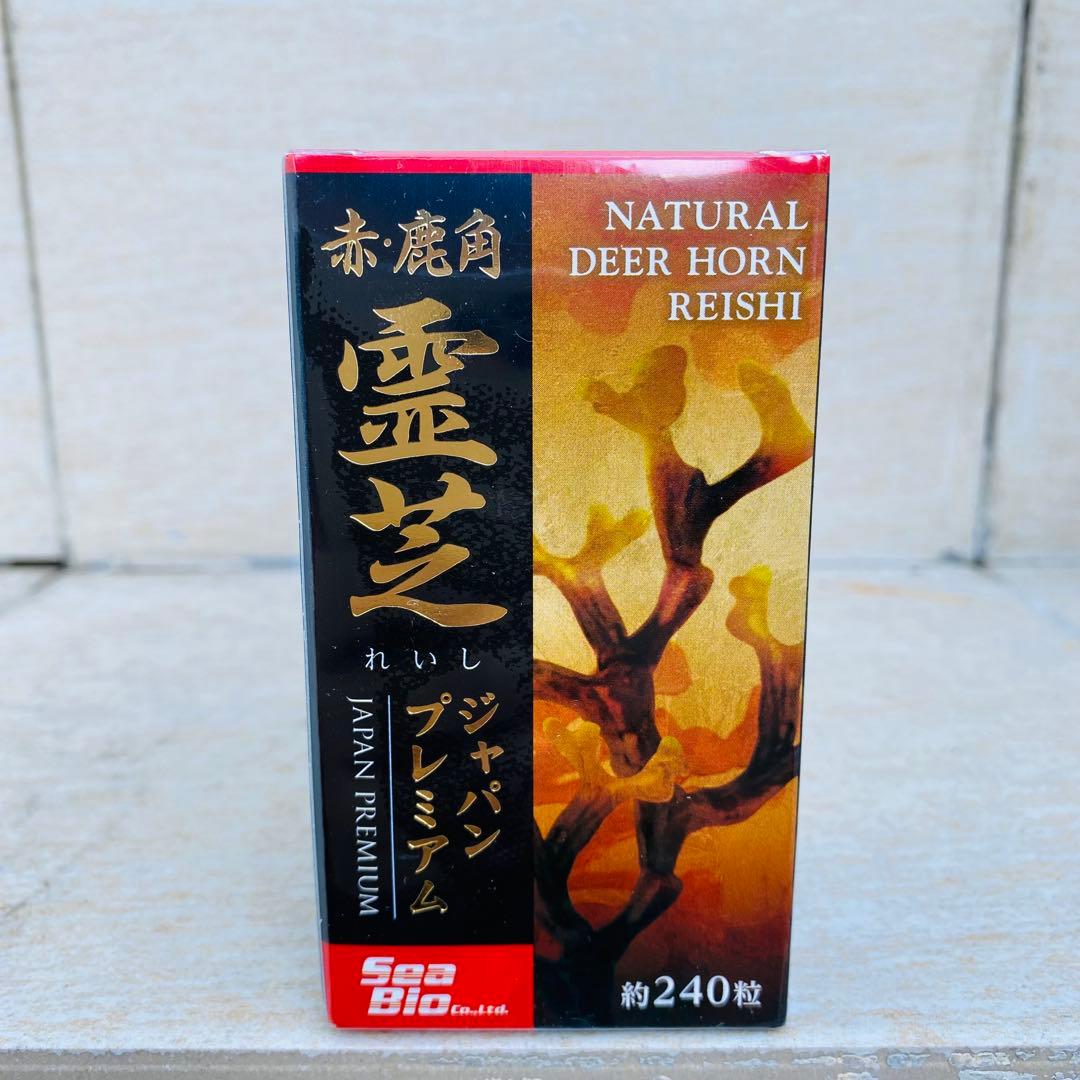 赤・鹿角
霊芝
れいし
ジャパン
プレミアム
JAPAN PREMIUM
Sea
Bio Co.,Ltd.
NATURAL
DEER HORN
REISHI
約240粒